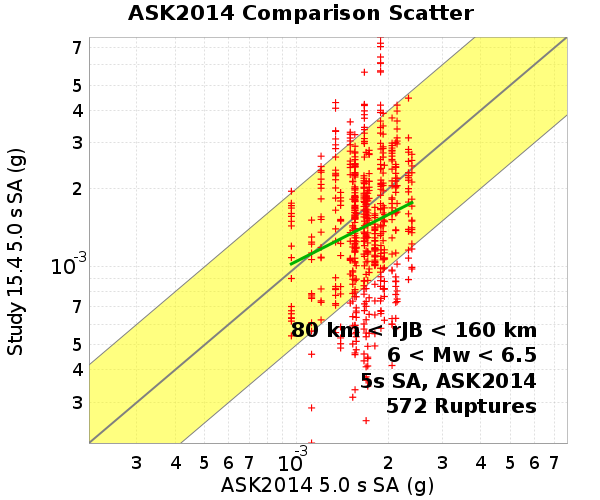 ASK2014 Comparison Scatter
Study 15.4 5.0 s SA (g)
7
5
4
3
2
10-3
7
5
4
3
80 km < rJB < 160 km
6 < Mw < 6.5
5s SA, ASK2014
572 Ruptures
3 4 5 6 7 10-3 2 3 4 5 6 7
ASK2014 5.0 s SA (g)